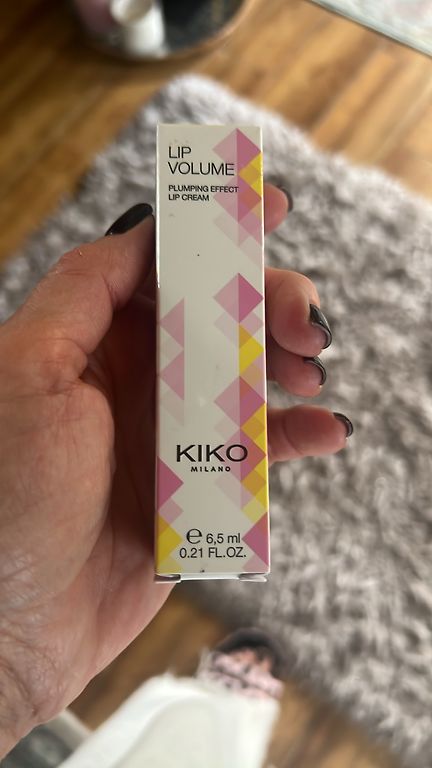 LIP
VOLUME
PLUMPING EFFECT
LIP CREAM
KIKO
MILANO
e 6,5 ml
0.21 FL.OZ.